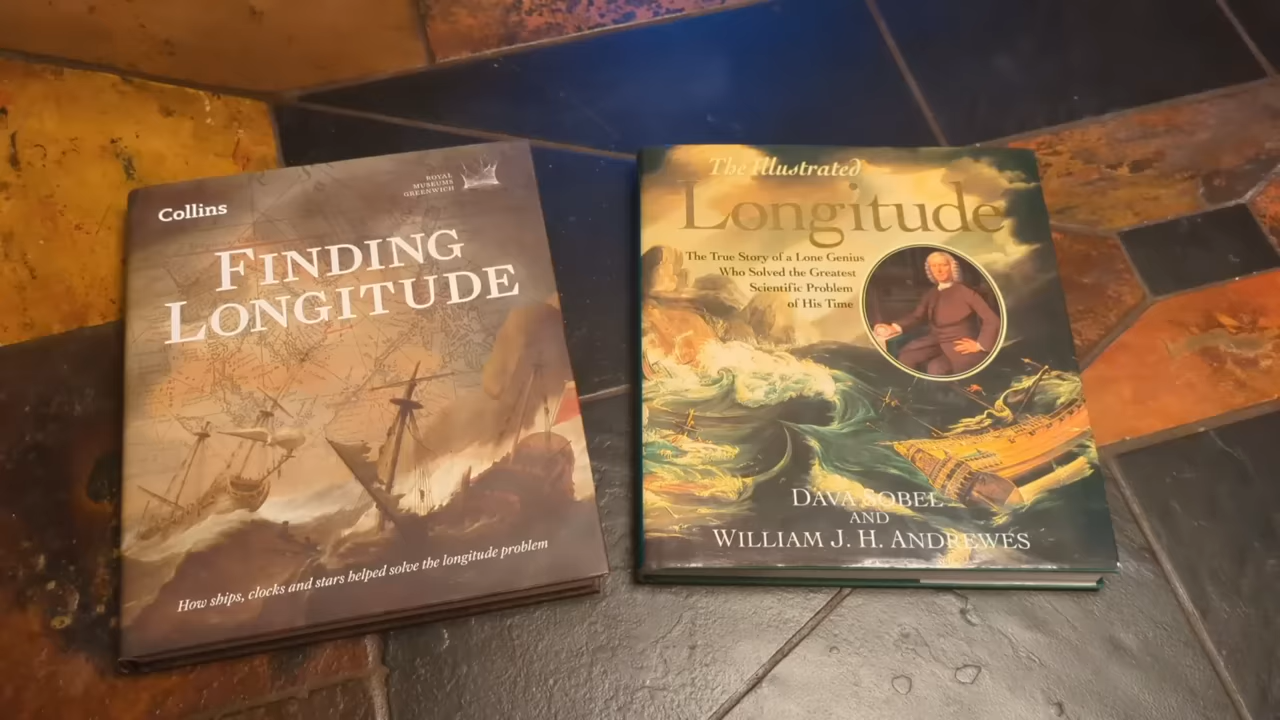 Collins
ROYAL
MUSEUMS
GREENWICH
FINDING
LONGITUDE
How ships, clocks and stars helped solve the longitude problem
The Illustrated
Longitude
The True Story of a Lone Genius
Who Solved the Greatest
Scientific Problem
of His Time
DAVA SOBEL
AND
WILLIAM J. H. ANDREWES